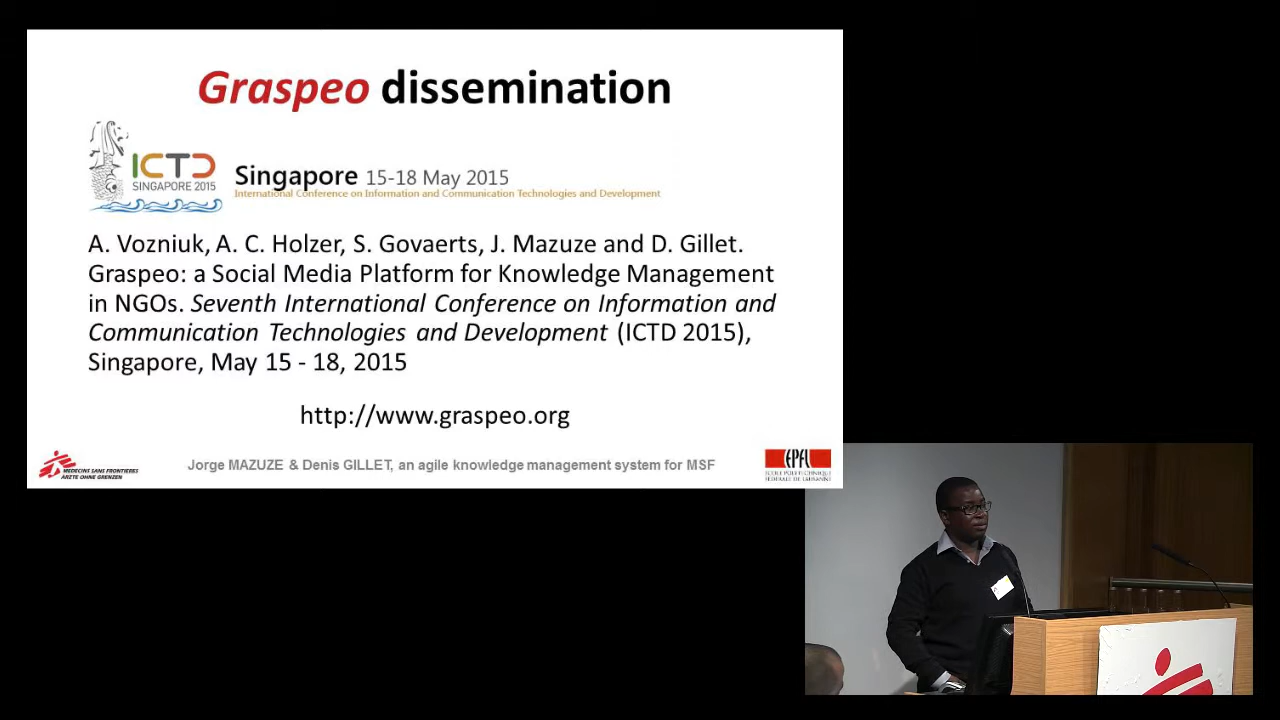 Graspeo dissemination
ICTD
SINGAPORE 2015
Singapore 15-18 May 2015
International Conference on Information and Communication Technologies and Development
A. Vozniuk, A. C. Holzer, S. Govaerts, J. Mazuze and D. Gillet.
Graspeo: a Social Media Platform for Knowledge Management
in NGOs. Seventh International Conference on Information and
Communication Technologies and Development (ICTD 2015),
Singapore, May 15 - 18, 2015
http://www.graspeo.org
MEDECINS SANS FRONTIERES
ARZTE OHNE GRENZEN
Jorge MAZUZE & Denis GILLET, an agile knowledge management system for MSF
EPFL
ECOLE POLYTECHNIQUE
FEDERALE DE LAUSANNE